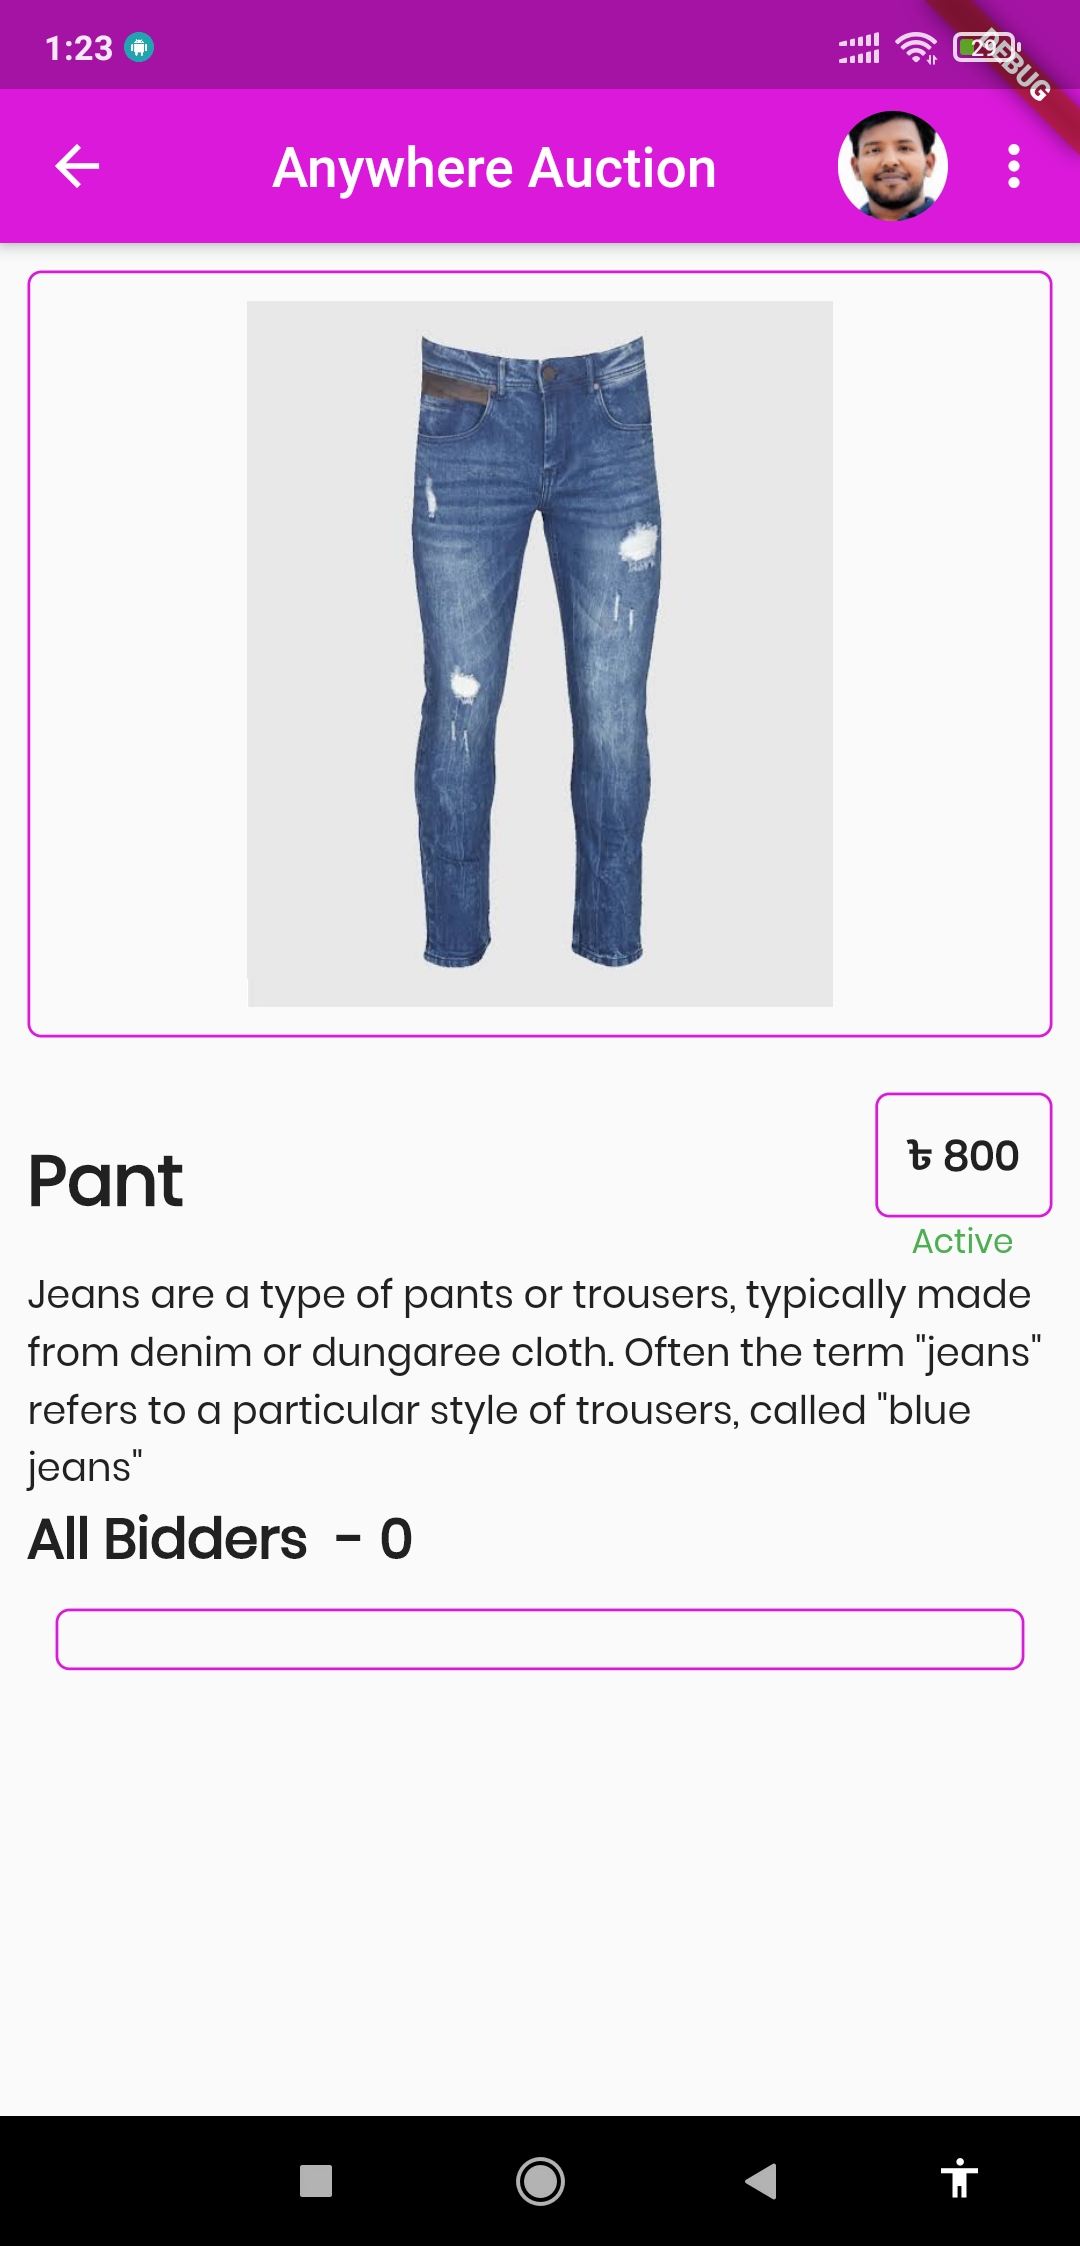 1:23
29
DEBUG
Anywhere Auction
৳ 800
Pant
Active
Jeans are a type of pants or trousers, typically made
from denim or dungaree cloth. Often the term "jeans"
refers to a particular style of trousers, called "blue
jeans"
All Bidders - 0